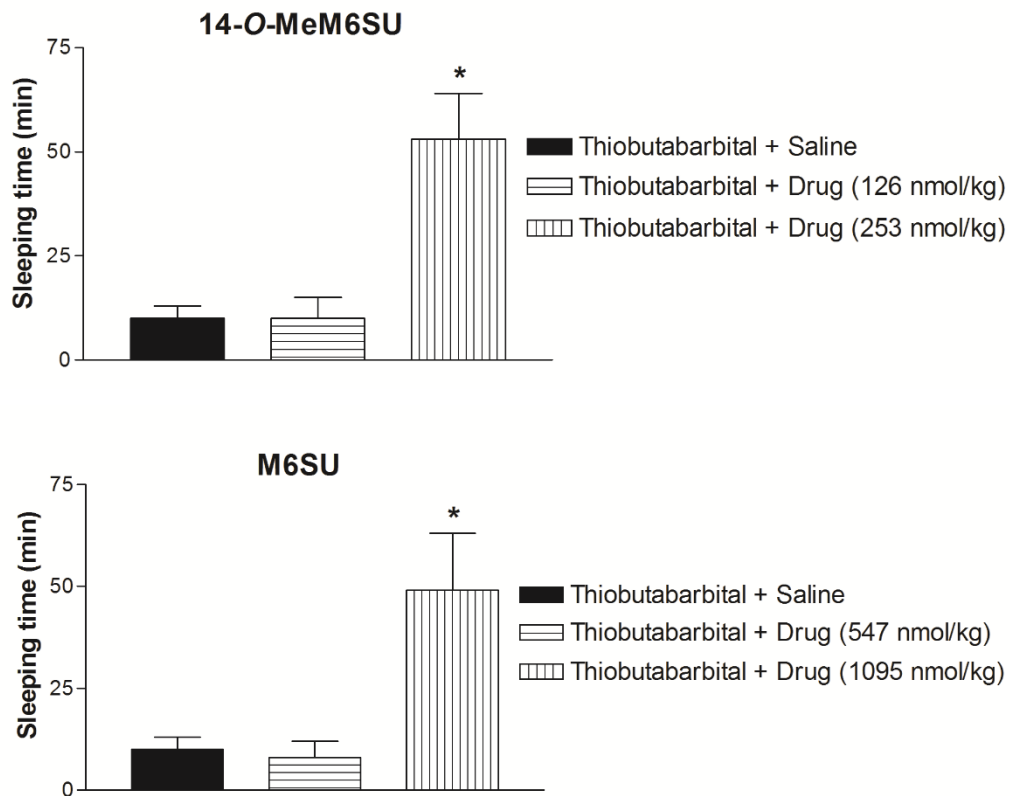 14-O-MeM6SU
Sleeping time (min)
75
50
25
0
*
Thiobutabarbital + Saline
Thiobutabarbital + Drug (126 nmol/kg)
Thiobutabarbital + Drug (253 nmol/kg)
M6SU
Sleeping time (min)
75
50
25
0
*
Thiobutabarbital + Saline
Thiobutabarbital + Drug (547 nmol/kg)
Thiobutabarbital + Drug (1095 nmol/kg)